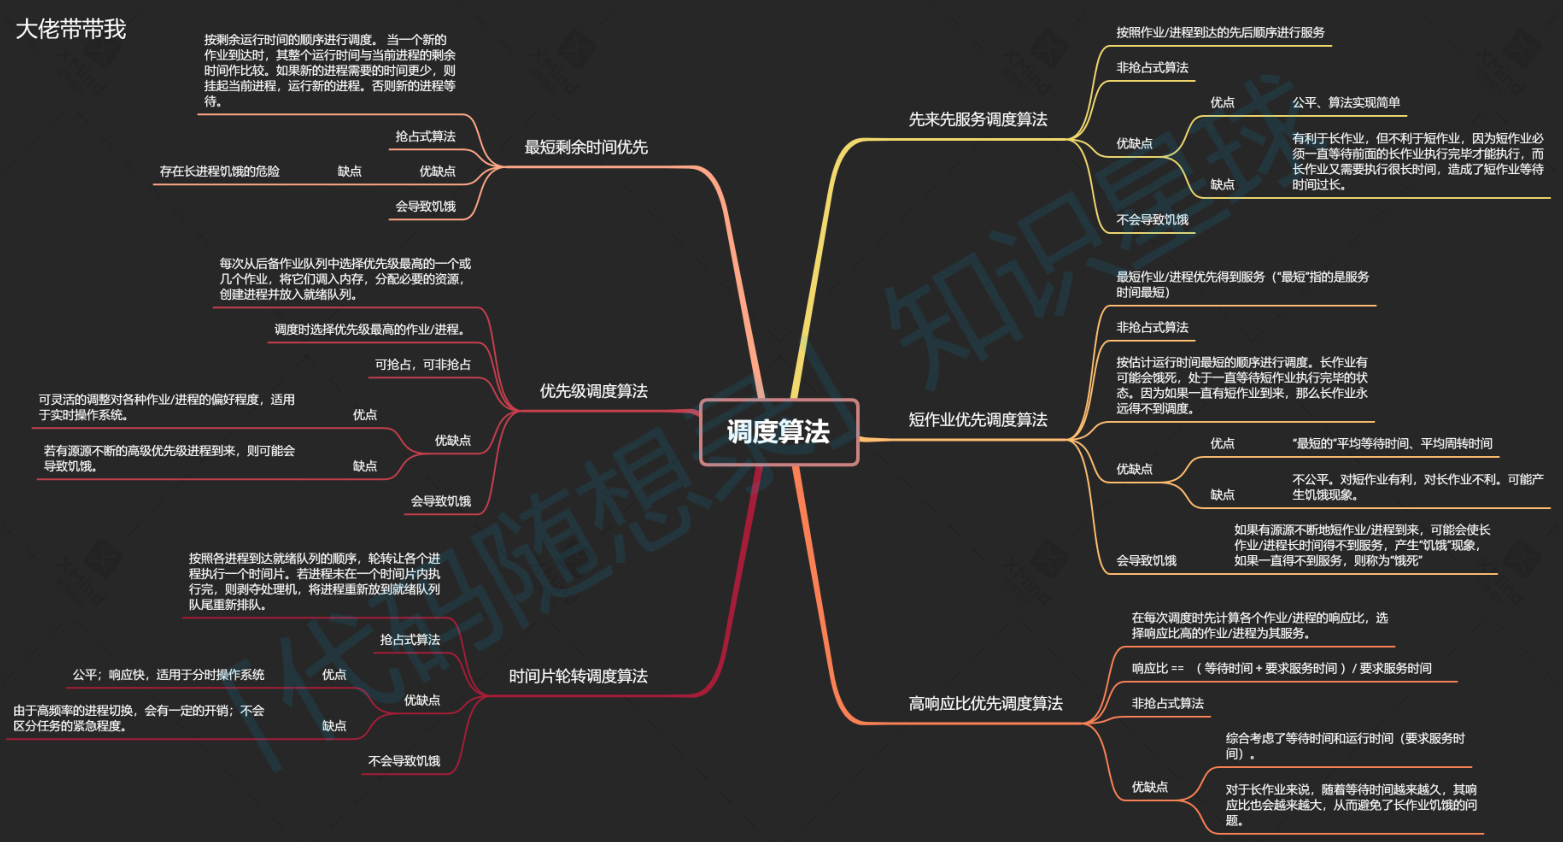 大佬带带我
调度算法
先来先服务调度算法
按照作业/进程到达的先后顺序进行服务
非抢占式算法
优缺点
优点
公平、算法实现简单
缺点
有利于长作业，但不利于短作业，因为短作业必
须一直等待前面的长作业执行完毕才能执行，而
长作业又需要执行很长时间，造成了短作业等待
时间过长。
不会导致饥饿
短作业优先调度算法
最短作业/进程优先得到服务（“最短”指的是服务
时间最短）
非抢占式算法
按估计运行时间最短的顺序进行调度。长作业有
可能会饿死，处于一直等待短作业执行完毕的状
态。因为如果一直有短作业到来，那么长作业永
远得不到调度。
优缺点
优点
“最短的”平均等待时间、平均周转时间
缺点
不公平。对短作业有利，对长作业不利。可能产
生饥饿现象。
会导致饥饿
如果有源源不断地短作业/进程到来，可能会使长
作业/进程长时间得不到服务，产生“饥饿”现象，
如果一直得不到服务，则称为“饿死”
高响应比优先调度算法
在每次调度时先计算各个作业/进程的响应比，选
择响应比高的作业/进程为其服务。
响应比 == （ 等待时间 + 要求服务时间 ）/ 要求服务时间
非抢占式算法
优缺点
综合考虑了等待时间和运行时间（要求服务时
间）。
对于长作业来说，随着等待时间越来越久，其响
应比也会越来越大，从而避免了长作业饥饿的问
题。
最短剩余时间优先
按剩余运行时间的顺序进行调度。 当一个新的
作业到达时，其整个运行时间与当前进程的剩余
时间作比较。如果新的进程需要的时间更少，则
挂起当前进程，运行新的进程。否则新的进程等
待。
抢占式算法
优缺点
缺点
存在长进程饥饿的危险
会导致饥饿
优先级调度算法
每次从后备作业队列中选择优先级最高的一个或
几个作业，将它们调入内存，分配必要的资源，
创建进程并放入就绪队列。
调度时选择优先级最高的作业/进程。
可抢占，可非抢占
优缺点
优点
可灵活的调整对各种作业/进程的偏好程度，适用
于实时操作系统。
缺点
若有源源不断的高级优先级进程到来，则可能会
导致饥饿。
会导致饥饿
时间片轮转调度算法
按照各进程到达就绪队列的顺序，轮转让各个进
程执行一个时间片。若进程未在一个时间片内执
行完，则剥夺处理机，将进程重新放到就绪队列
队尾重新排队。
抢占式算法
优缺点
优点
公平；响应快，适用于分时操作系统
缺点
由于高频率的进程切换，会有一定的开销；不会
区分任务的紧急程度。
不会导致饥饿
「代码随想录」知识星球
XMind
XMind
XMind
XMind
XMind
XMind